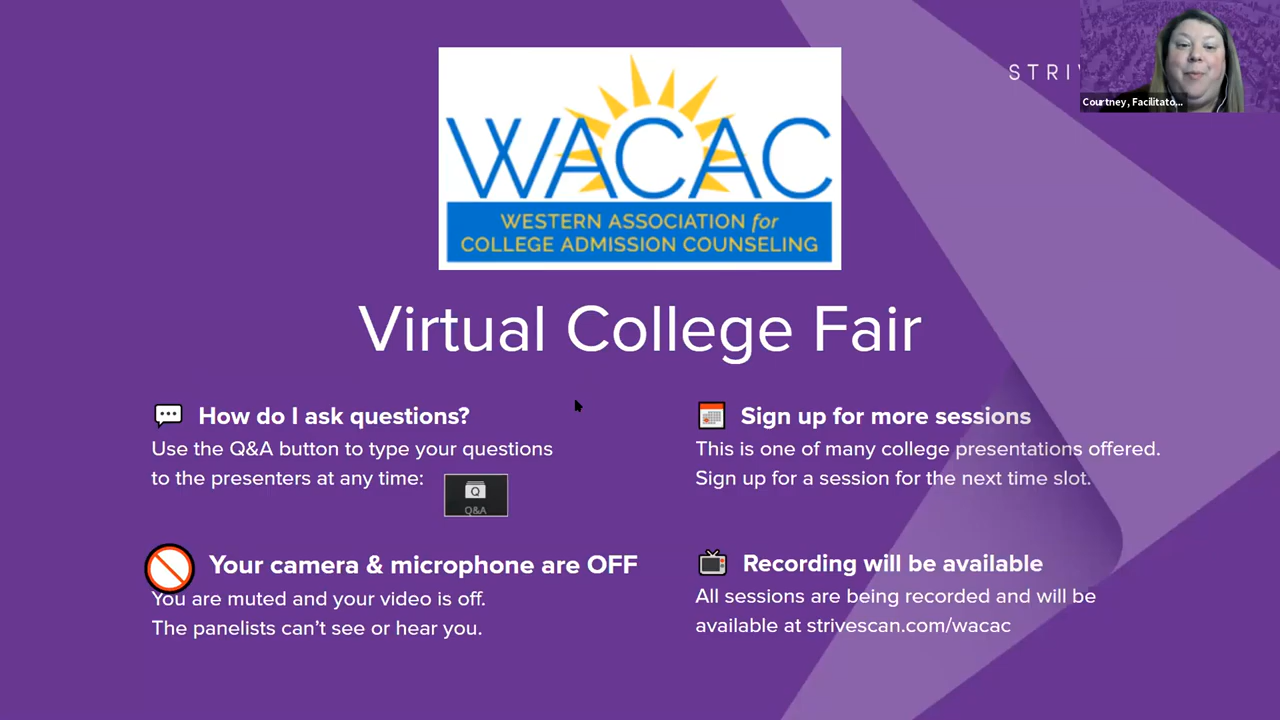 STRIV
Courtney, Facilitato...
WACAC
WESTERN ASSOCIATION for
COLLEGE ADMISSION COUNSELING
Virtual College Fair
How do I ask questions?
Use the Q&A button to type your questions
to the presenters at any time:
Q
Q&A
Sign up for more sessions
This is one of many college presentations offered.
Sign up for a session for the next time slot.
Your camera & microphone are OFF
You are muted and your video is off.
The panelists can't see or hear you.
Recording will be available
All sessions are being recorded and will be
available at strivescan.com/wacac